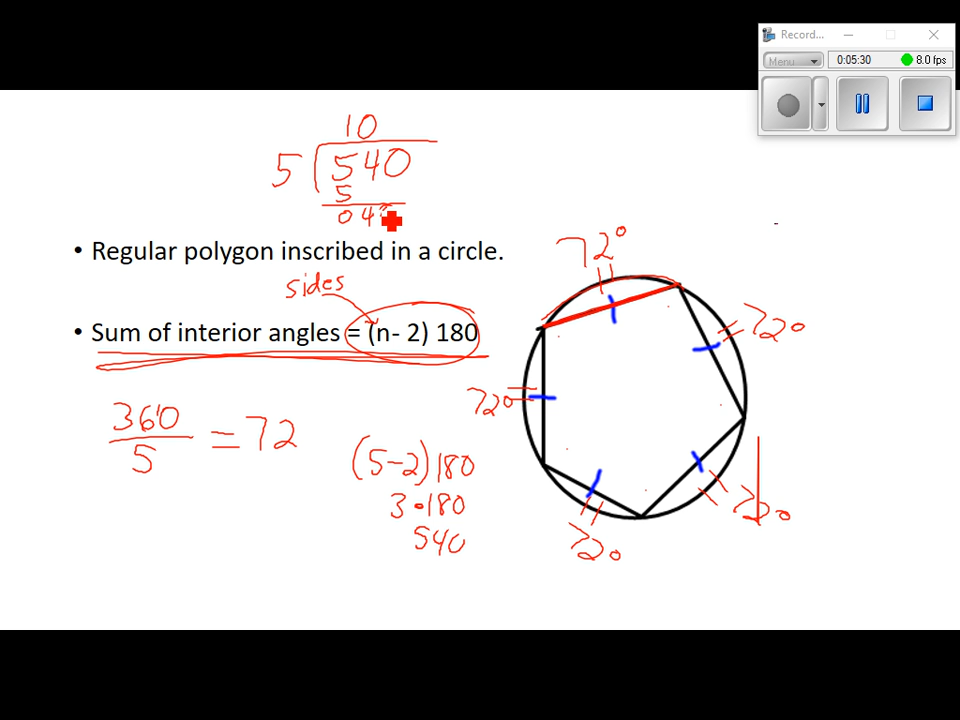 Record...
Menu
0:05:30
8.0 fps
10
5 540
5
04
• Regular polygon inscribed in a circle.
sides
• Sum of interior angles = (n- 2) 180
360
5
= 72
(5-2) 180
3·180
540
72°
72°
72°
72°
72°